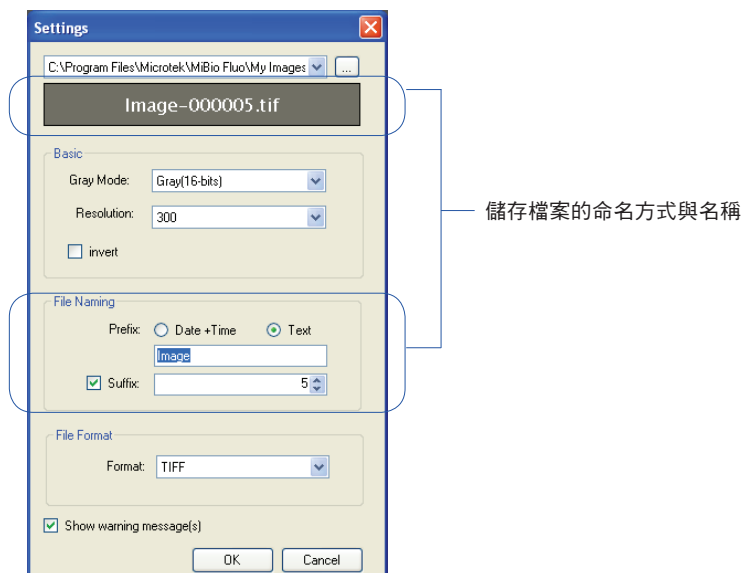 Settings
C:\Program Files\Microtek\MiBio Fluo\My Images ...
Image-000005.tif
Basic
Gray Mode: Gray(16-bits)
Resolution: 300
invert
儲存檔案的命名方式與名稱
File Naming
Prefix: Date +Time Text
Image
Suffix: 5
File Format
Format: TIFF
Show warning message(s)
OK Cancel